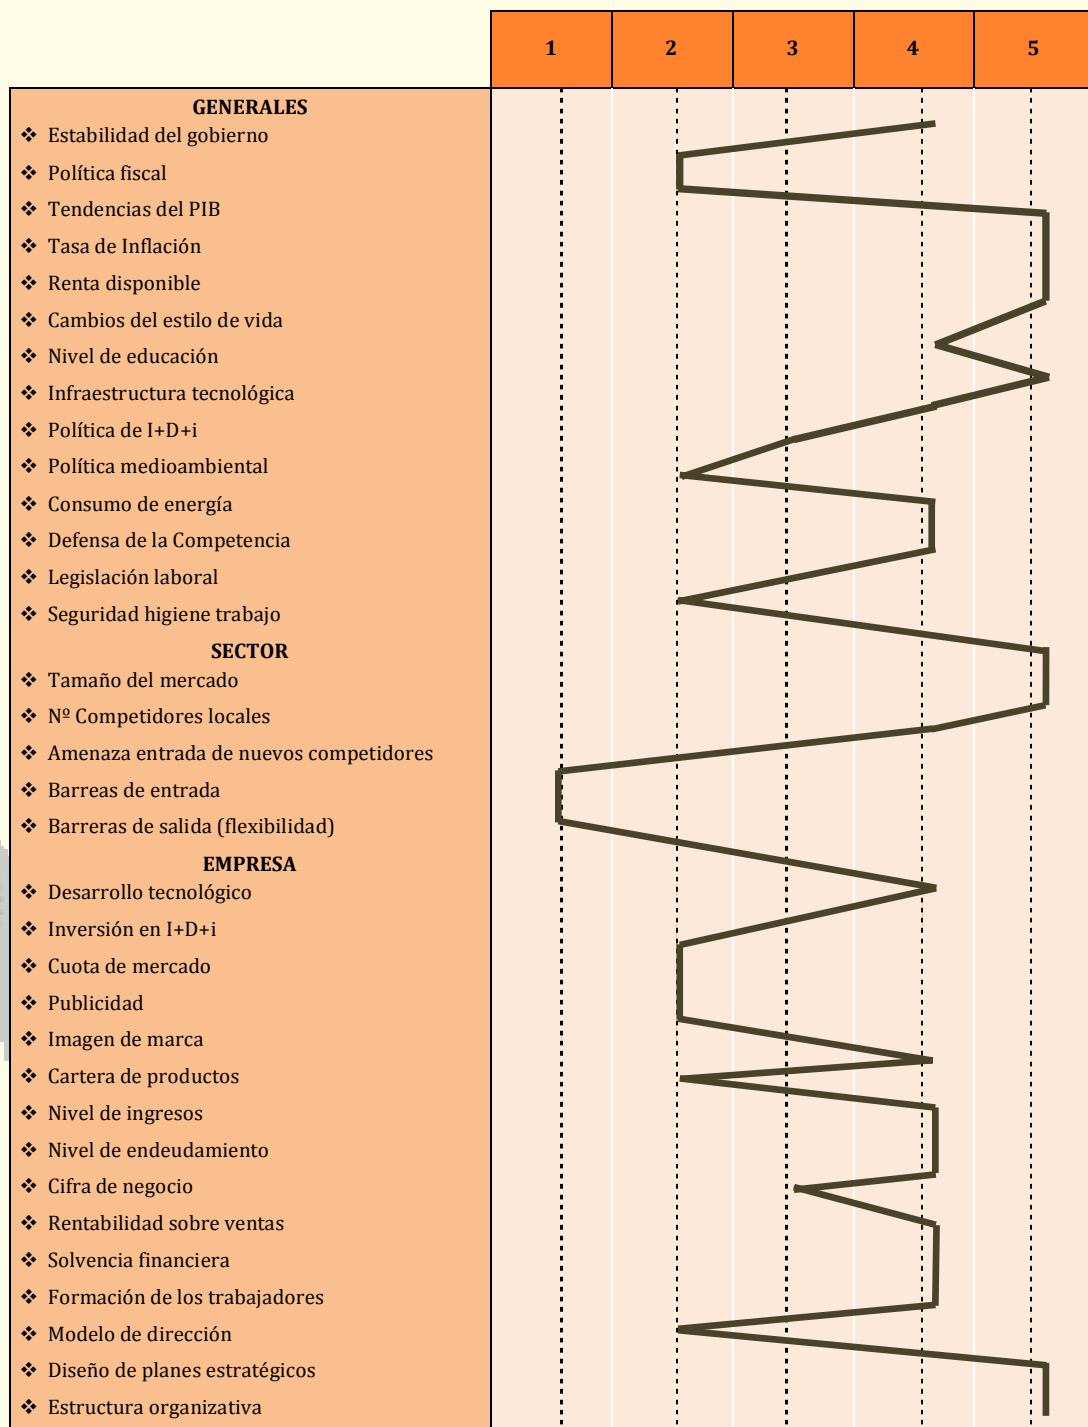 1 2 3 4 5
GENERALES
❖ Estabilidad del gobierno
❖ Política fiscal
❖ Tendencias del PIB
❖ Tasa de Inflación
❖ Renta disponible
❖ Cambios del estilo de vida
❖ Nivel de educación
❖ Infraestructura tecnológica
❖ Política de I+D+i
❖ Política medioambiental
❖ Consumo de energía
❖ Defensa de la Competencia
❖ Legislación laboral
❖ Seguridad higiene trabajo
SECTOR
❖ Tamaño del mercado
❖ Nº Competidores locales
❖ Amenaza entrada de nuevos competidores
❖ Barreas de entrada
❖ Barreras de salida (flexibilidad)
EMPRESA
❖ Desarrollo tecnológico
❖ Inversión en I+D+i
❖ Cuota de mercado
❖ Publicidad
❖ Imagen de marca
❖ Cartera de productos
❖ Nivel de ingresos
❖ Nivel de endeudamiento
❖ Cifra de negocio
❖ Rentabilidad sobre ventas
❖ Solvencia financiera
❖ Formación de los trabajadores
❖ Modelo de dirección
❖ Diseño de planes estratégicos
❖ Estructura organizativa